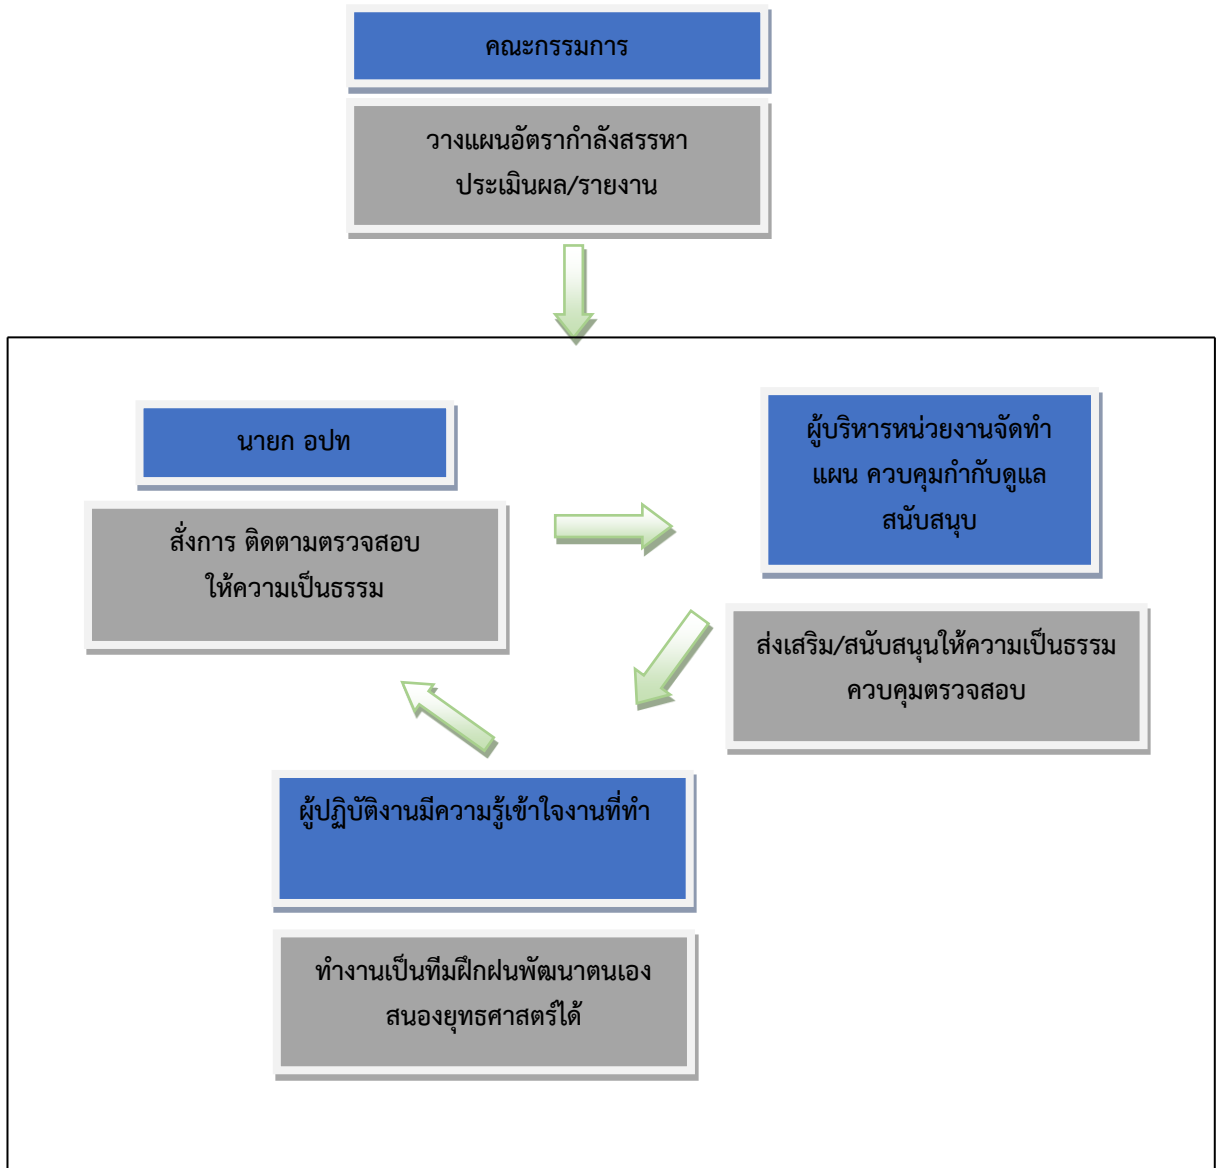 คณะกรรมการ
วางแผนอัตรากำลังสรรหา
ประเมินผล/รายงาน
นายก อปท
สั่งการ ติดตามตรวจสอบ
ให้ความเป็นธรรม
ผู้บริหารหน่วยงานจัดทำ
แผน ควบคุมกำกับดูแล
สนับสนุบ
ส่งเสริม/สนับสนุนให้ความเป็นธรรม
ควบคุมตรวจสอบ
ผู้ปฏิบัติงานมีความรู้เข้าใจงานที่ทำ
ทำงานเป็นทีมฝึกฝนพัฒนาตนเอง
สนองยุทธศาสตร์ได้